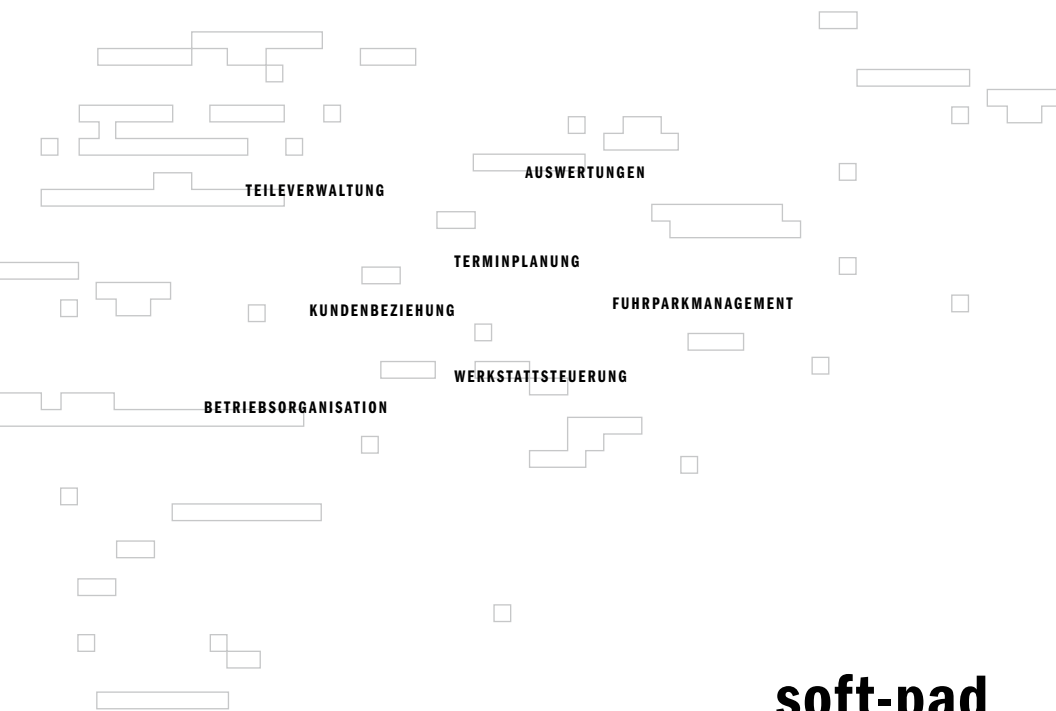 AUSWERTUNGEN
TEILEVERWALTUNG
TERMINPLANUNG
FUHRPARKMANAGEMENT
KUNDENBEZIEHUNG
WERKSTATTSTEUERUNG
BETRIEBSORGANISATION
soft-pad